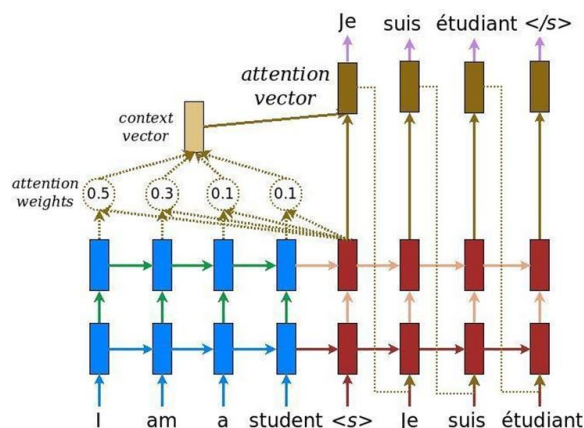 Je suis étudiant </s>
attention
vector
context
vector
attention
weights
0.5 0.3 0.1 0.1
I am a student <s> Je suis étudiant